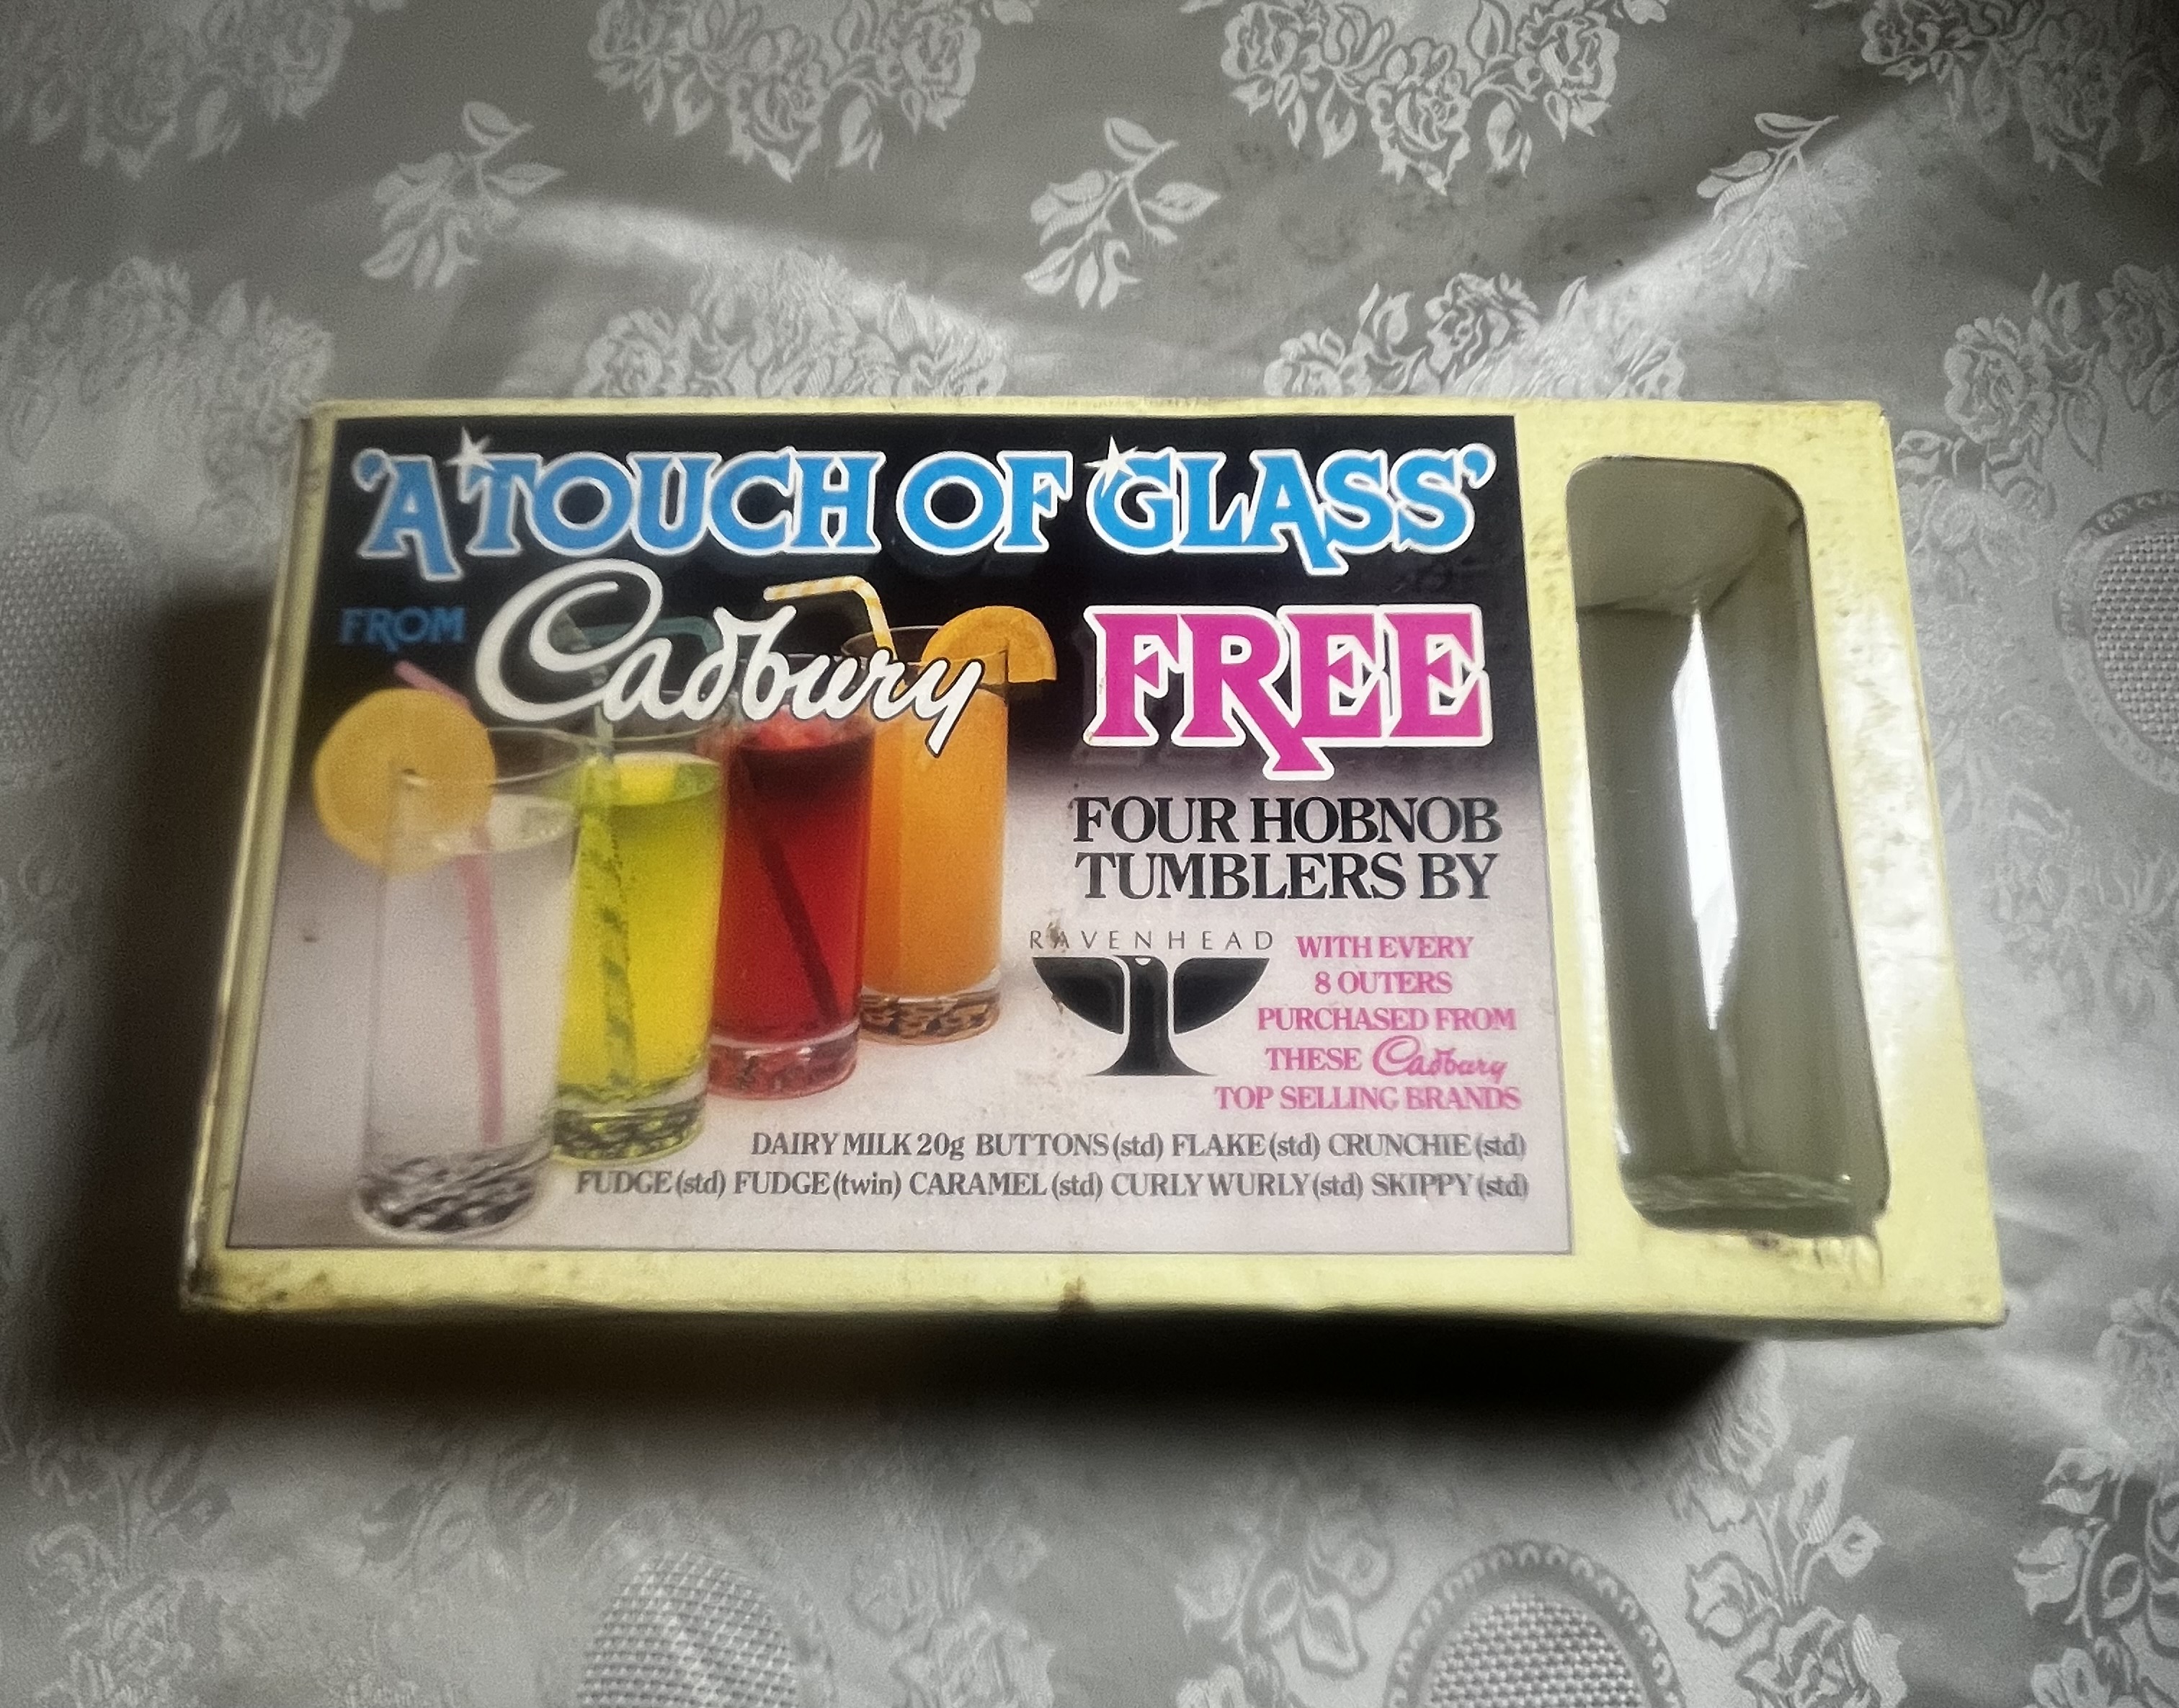 'A TOUCH OF GLASS'
FROM Cadbury FREE
FOUR HOBNOB
TUMBLERS BY
RAVENHEAD
WITH EVERY
8 OUTERS
PURCHASED FROM
THESE Cadbury
TOP SELLING BRANDS
DAIRY MILK 20g BUTTONS (std) FLAKE (std) CRUNCHIE (std)
FUDGE (std) FUDGE (twin) CARAMEL (std) CURLY WURLY (std) SKIPPY (std)